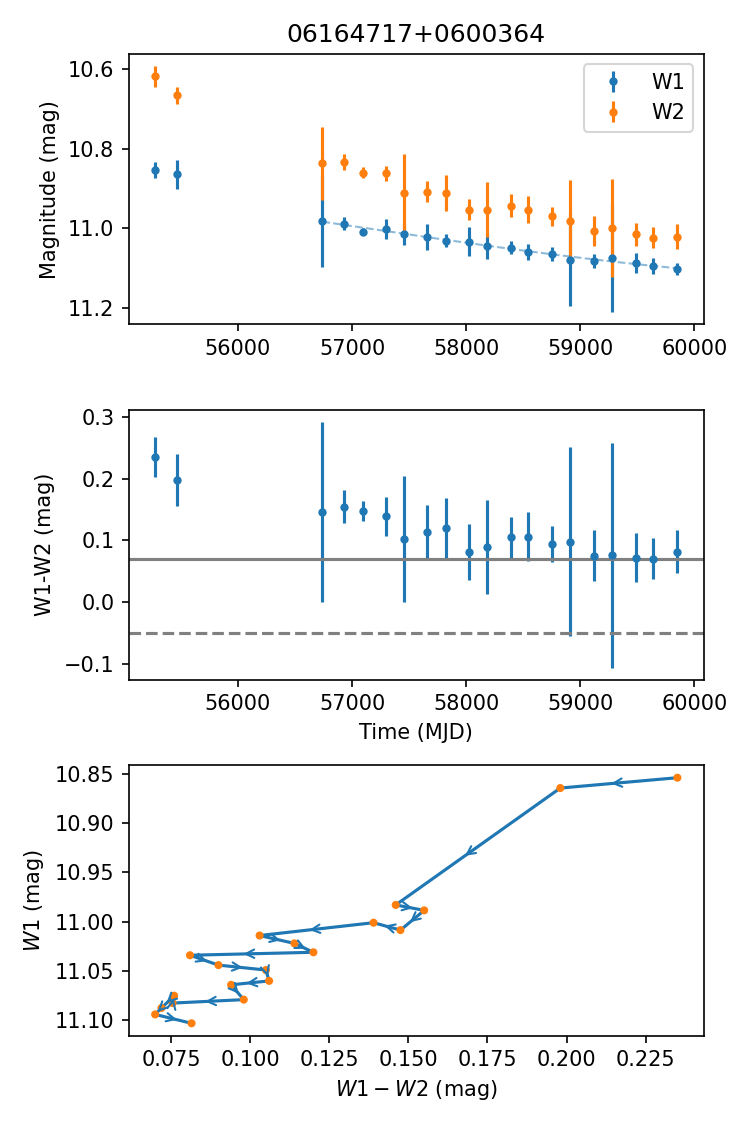 06164717+0600364
Magnitude (mag)
10.6
10.8
11.0
11.2
W1
W2
56000 57000 58000 59000 60000
W1-W2 (mag)
0.3
0.2
0.1
0.0
−0.1
56000 57000 58000 59000 60000
Time (MJD)
W1 (mag)
10.85
10.90
10.95
11.00
11.05
11.10
0.075 0.100 0.125 0.150 0.175 0.200 0.225
W1 − W2 (mag)